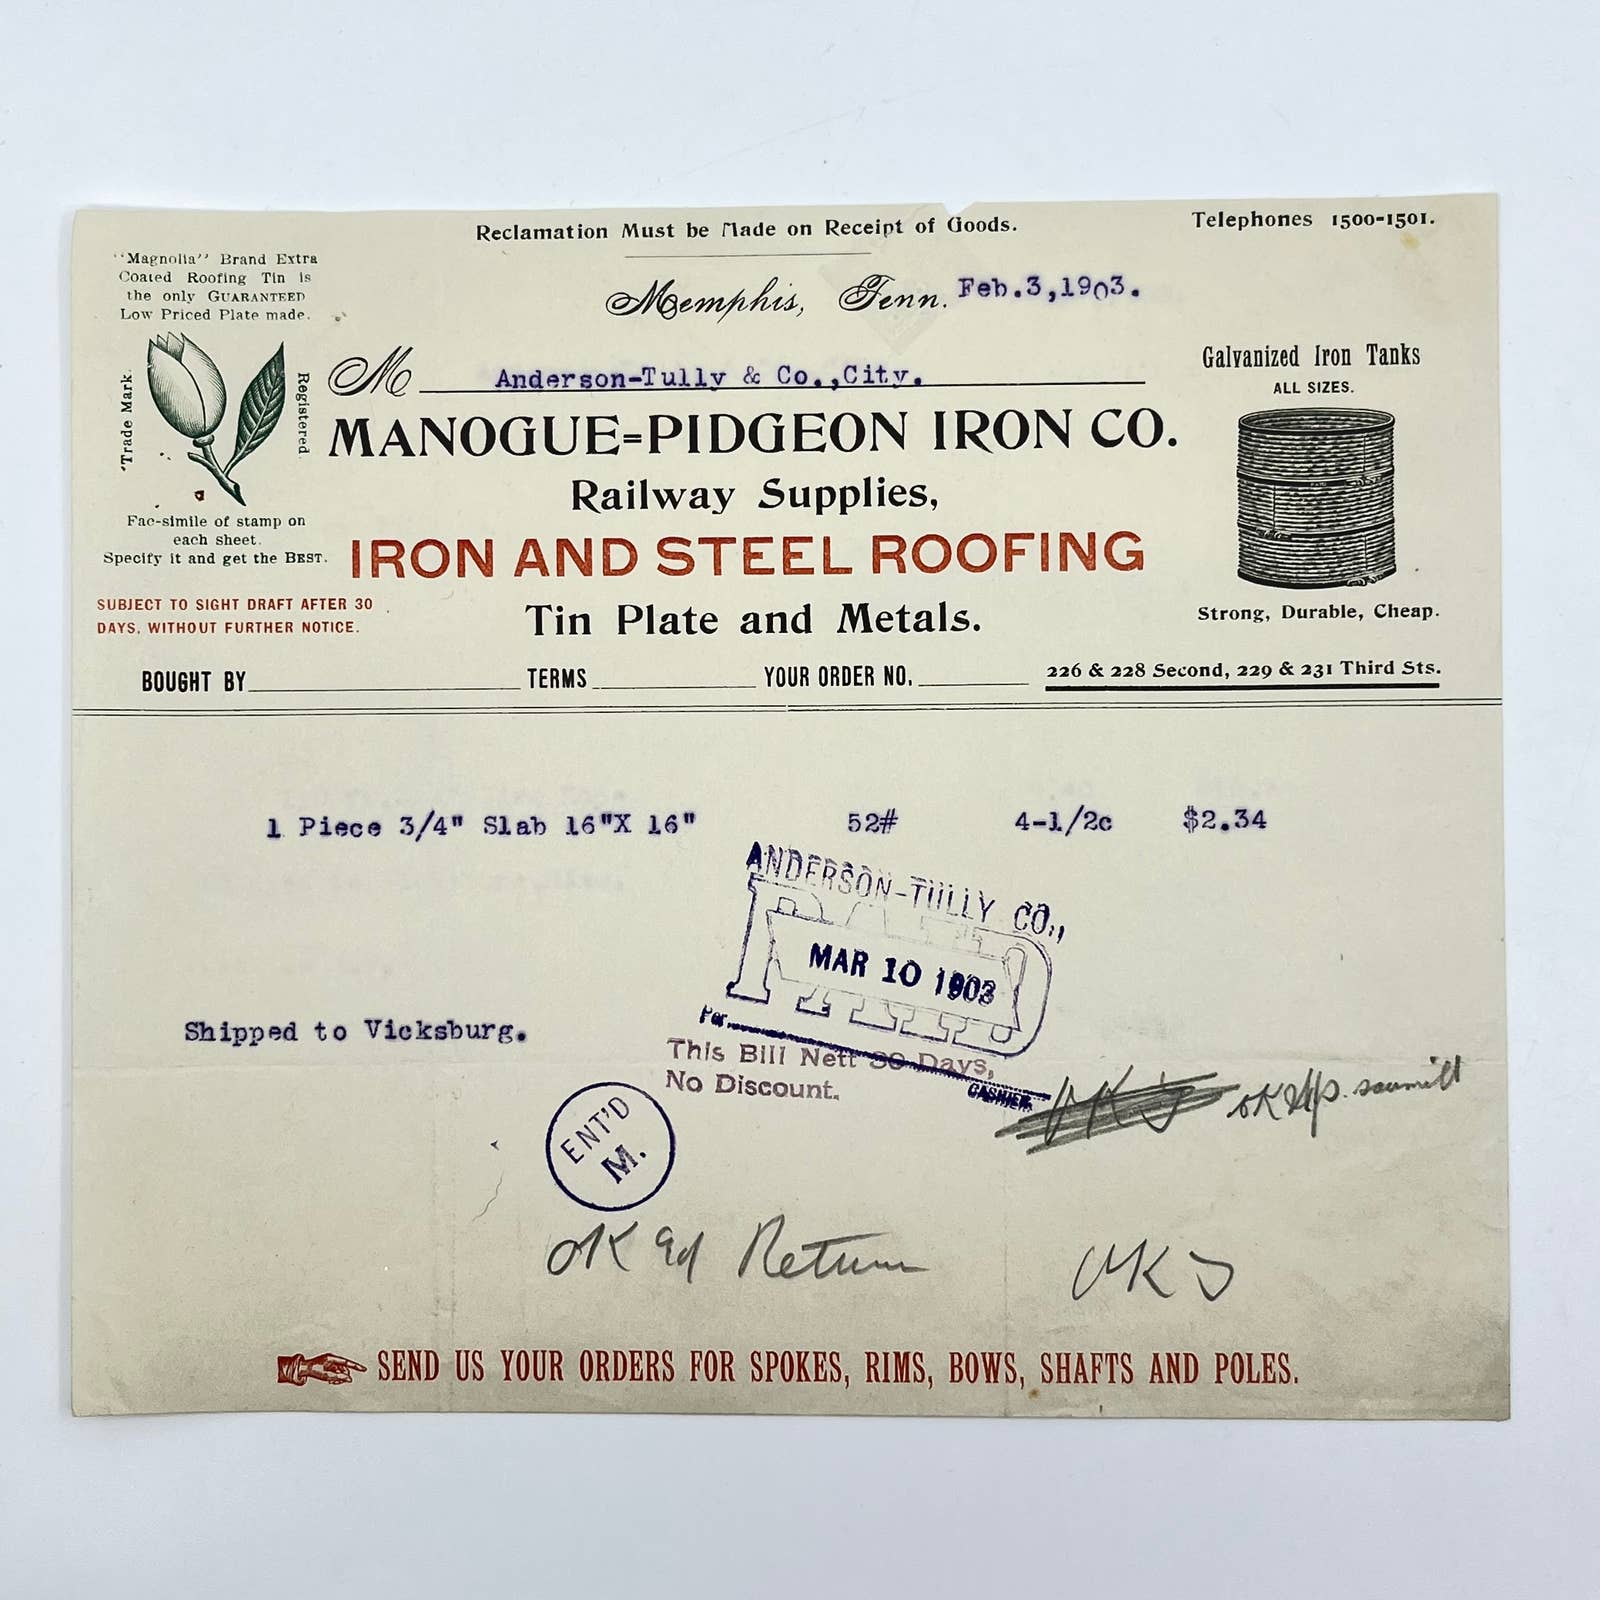 Reclamation Must be Made on Receipt of Goods.
Telephones 1500-1501.
"Magnolia" Brand Extra
Coated Roofing Tin is
the only GUARANTEED
Low Priced Plate made.
Memphis, Tenn. Feb.3,1903.
Trade Mark.
Registered
Fac-simile of stamp on
each sheet.
Specify it and get the BEST.
SUBJECT TO SIGHT DRAFT AFTER 30
DAYS, WITHOUT FURTHER NOTICE.
M Anderson-Tully & Co.,City.
MANOGUE=PIDGEON IRON CO.
Railway Supplies,
IRON AND STEEL ROOFING
Tin Plate and Metals.
Galvanized Iron Tanks
ALL SIZES.
Strong, Durable, Cheap.
BOUGHT BY TERMS YOUR ORDER NO. 226 & 228 Second, 229 & 231 Third Sts.
1 Piece 3/4" Slab 16"X 16" 52# 4-1/2c $2.34
ANDERSON-TULLY CO.,
PAID
MAR 10 1903
Per
CASHIER.
Shipped to Vicksburg.
This Bill Nett 30 Days,
No Discount.
ENT'D
M.
OK
sawmill
OK Return
OK
SEND US YOUR ORDERS FOR SPOKES, RIMS, BOWS, SHAFTS AND POLES.